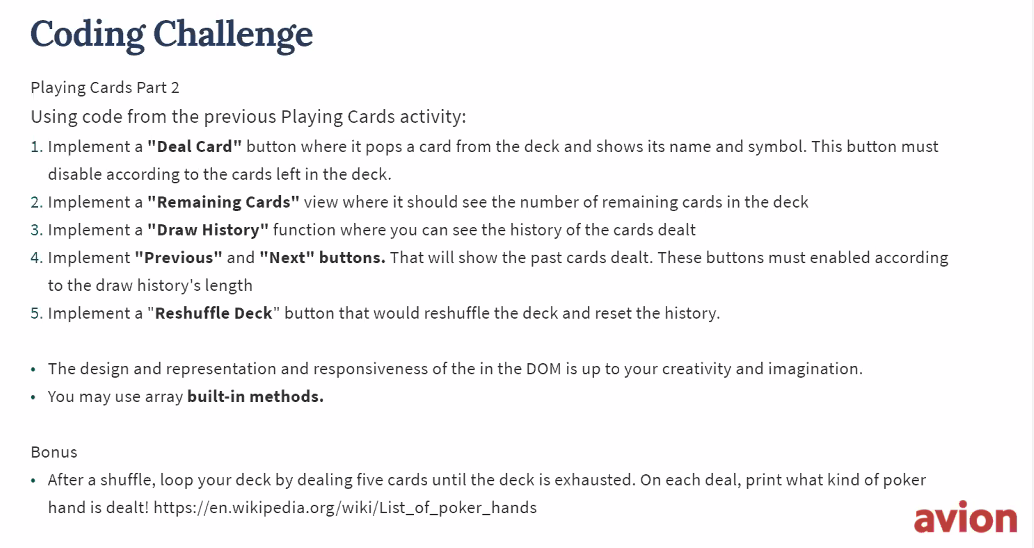 Coding Challenge
Playing Cards Part 2
Using code from the previous Playing Cards activity:
1. Implement a "Deal Card" button where it pops a card from the deck and shows its name and symbol. This button must
disable according to the cards left in the deck.
2. Implement a "Remaining Cards" view where it should see the number of remaining cards in the deck
3. Implement a "Draw History" function where you can see the history of the cards dealt
4. Implement "Previous" and "Next" buttons. That will show the past cards dealt. These buttons must enabled according
to the draw history's length
5. Implement a "Reshuffle Deck" button that would reshuffle the deck and reset the history.
• The design and representation and responsiveness of the in the DOM is up to your creativity and imagination.
• You may use array built-in methods.
Bonus
• After a shuffle, loop your deck by dealing five cards until the deck is exhausted. On each deal, print what kind of poker
hand is dealt! https://en.wikipedia.org/wiki/List_of_poker_hands
avion